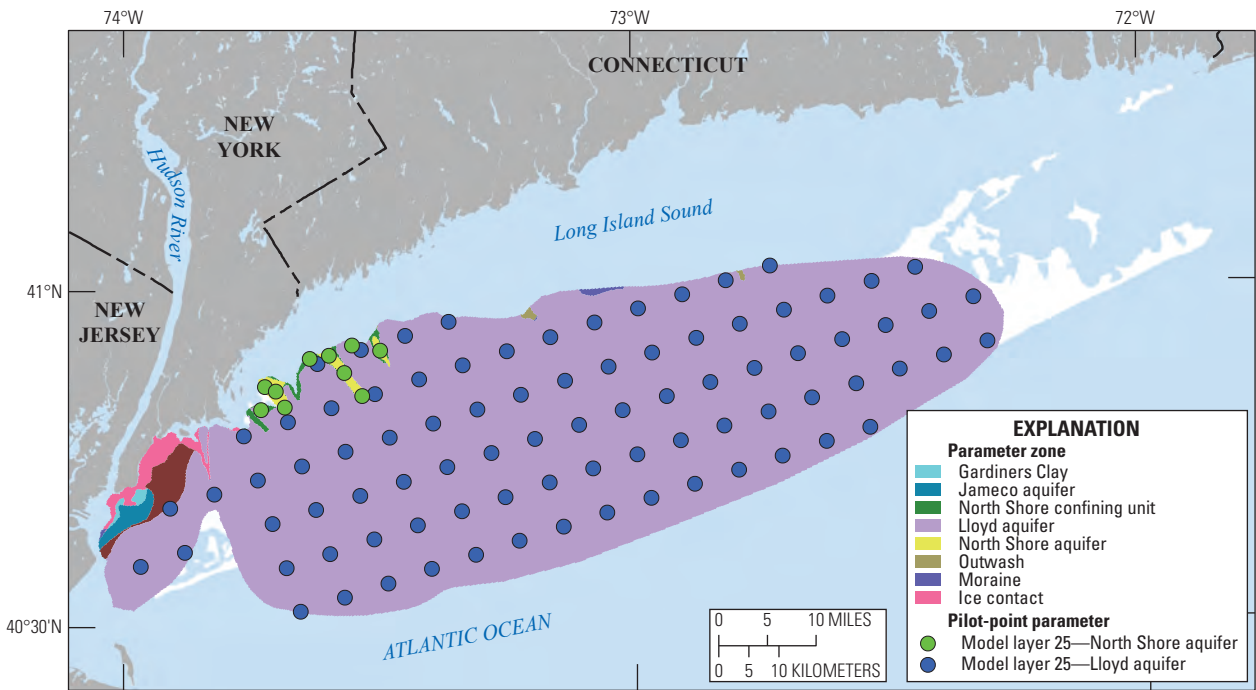 74°W
73°W
72°W
CONNECTICUT
NEW
YORK
Hudson River
Long Island Sound
41°N
NEW
JERSEY
EXPLANATION
Parameter zone
Gardiners Clay
Jameco aquifer
North Shore confining unit
Lloyd aquifer
North Shore aquifer
Outwash
Moraine
Ice contact
Pilot-point parameter
Model layer 25—North Shore aquifer
Model layer 25—Lloyd aquifer
0 5 10 MILES
0 5 10 KILOMETERS
40°30'N
ATLANTIC OCEAN